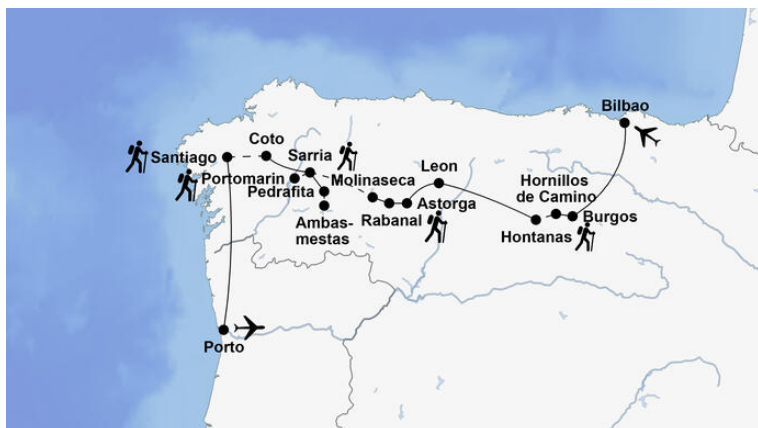 Bilbao
Coto
Sarria
Santiago
Portomarin
Pedrafita
Molinaseca
Leon
Hornillos
de Camino
Ambas-
mestas
Rabanal
Astorga
Hontanas
Burgos
Porto